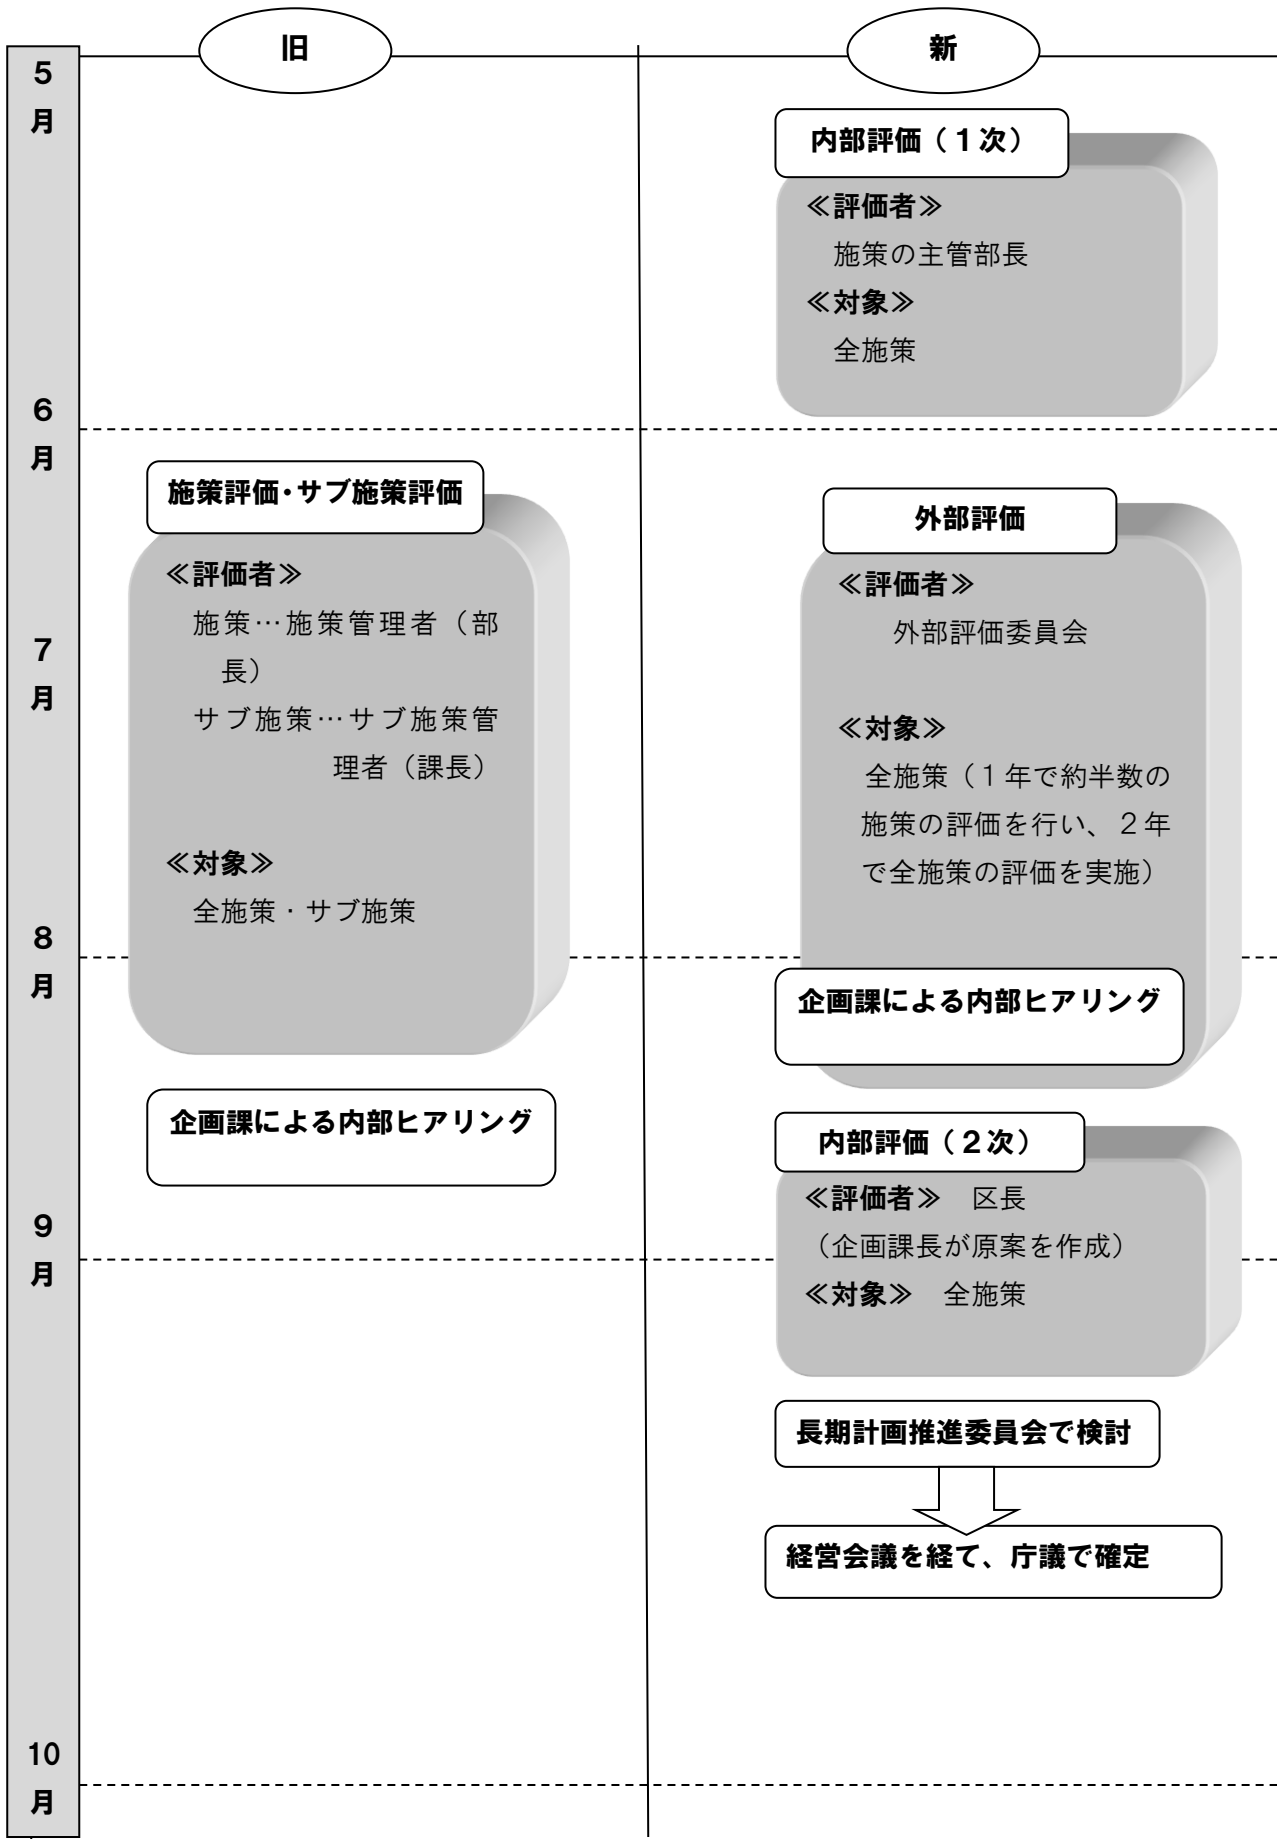 旧
新
5
月
6
月
7
月
8
月
9
月
10
月
施策評価・サブ施策評価
≪評価者≫
施策…施策管理者（部
長）
サブ施策…サブ施策管
理者（課長）
≪対象≫
全施策・サブ施策
企画課による内部ヒアリング
内部評価（１次）
≪評価者≫
施策の主管部長
≪対象≫
全施策
外部評価
≪評価者≫
外部評価委員会
≪対象≫
全施策（１年で約半数の
施策の評価を行い、２年
で全施策の評価を実施）
企画課による内部ヒアリング
内部評価（２次）
≪評価者≫　区長
（企画課長が原案を作成）
≪対象≫　全施策
長期計画推進委員会で検討
経営会議を経て、庁議で確定